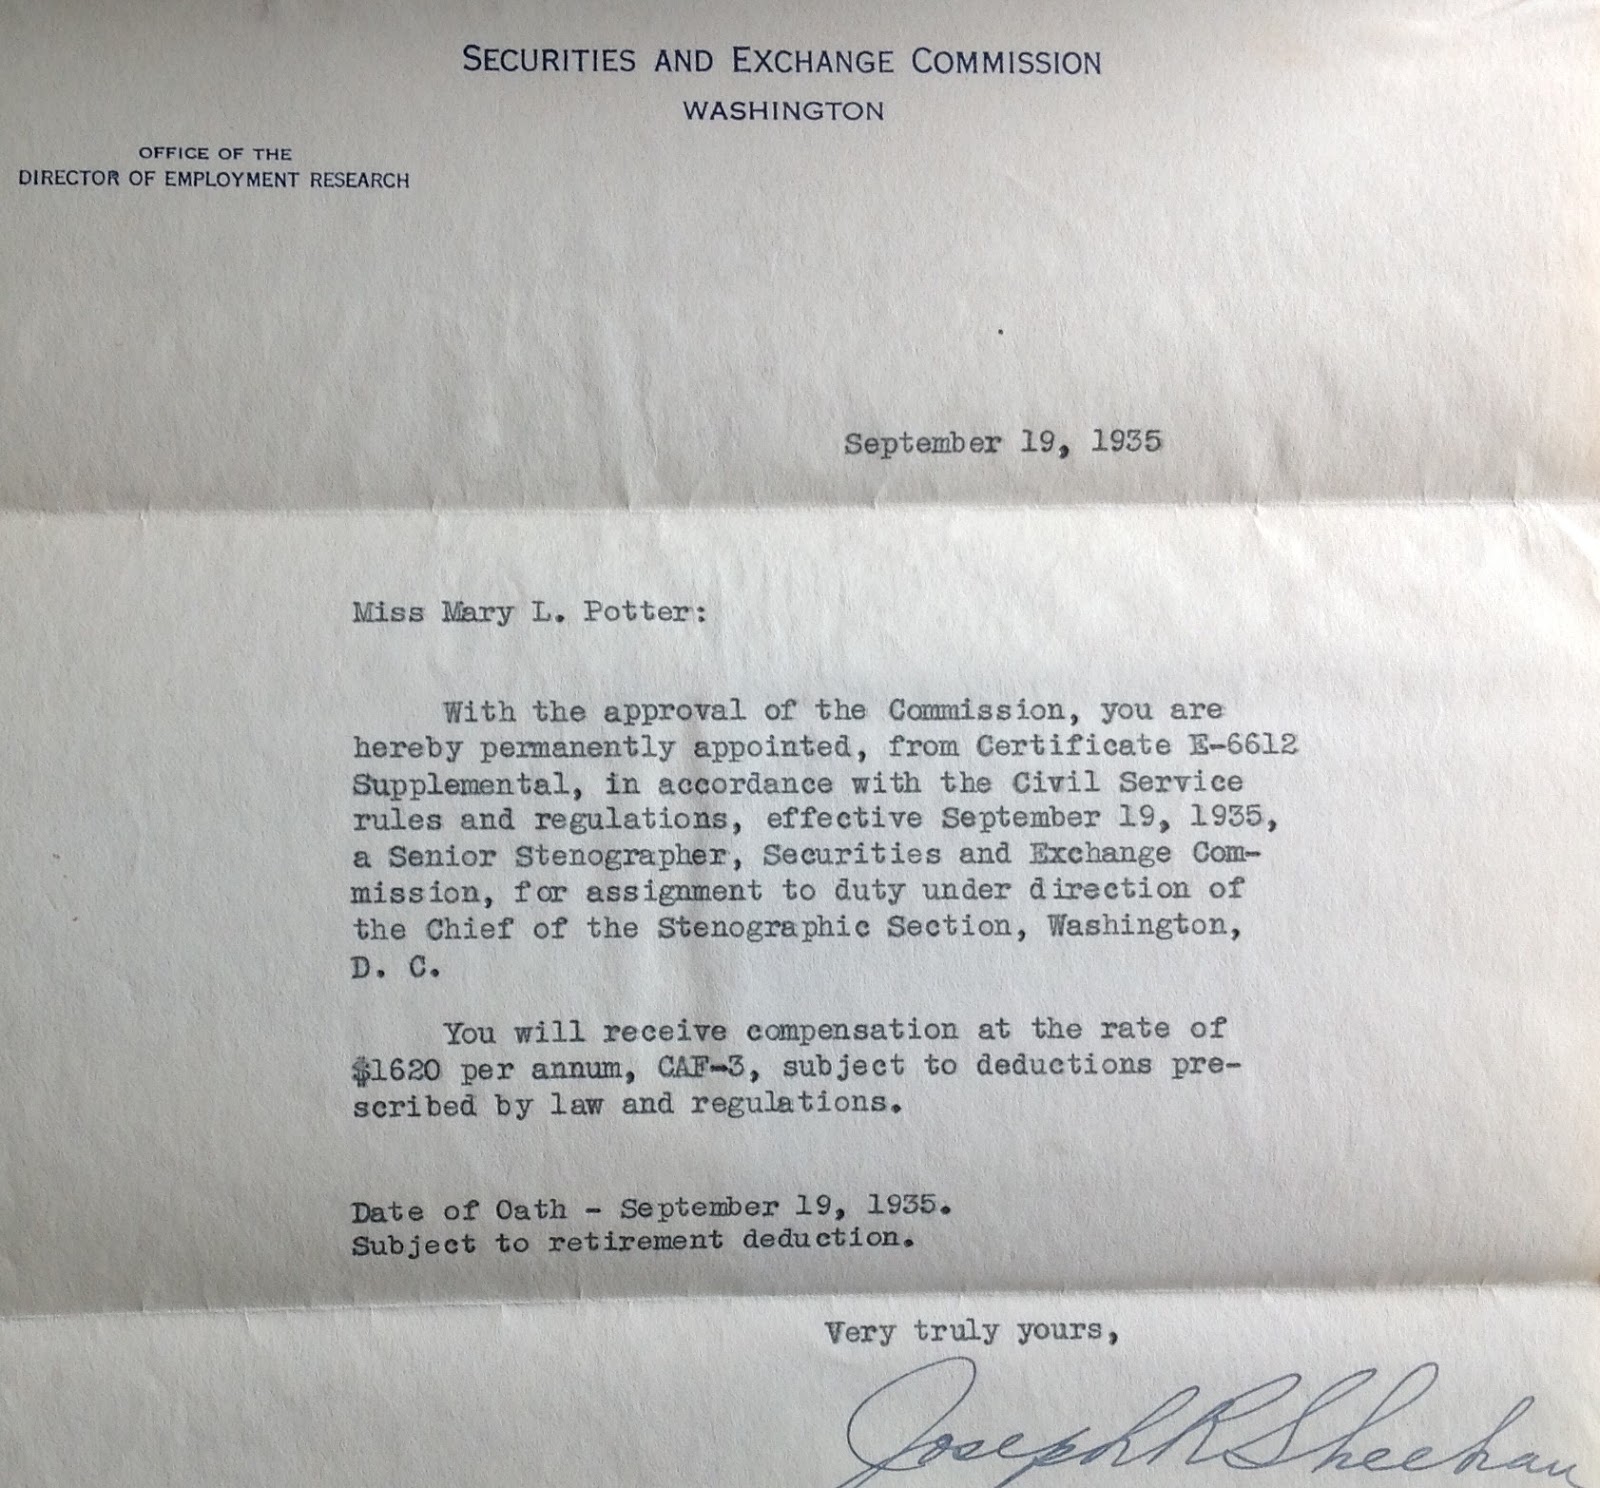 SECURITIES AND EXCHANGE COMMISSION
WASHINGTON
OFFICE OF THE
DIRECTOR OF EMPLOYMENT RESEARCH
September 19, 1935
Miss Mary L. Potter:
With the approval of the Commission, you are
hereby permanently appointed, from Certificate E-6612
Supplemental, in accordance with the Civil Service
rules and regulations, effective September 19, 1935,
a Senior Stenographer, Securities and Exchange Com-
mission, for assignment to duty under direction of
the Chief of the Stenographic Section, Washington,
D. C.
You will receive compensation at the rate of
$1620 per annum, CAF-3, subject to deductions pre-
scribed by law and regulations.
Date of Oath - September 19, 1935.
Subject to retirement deduction.
Very truly yours,
Joseph R Sheehan